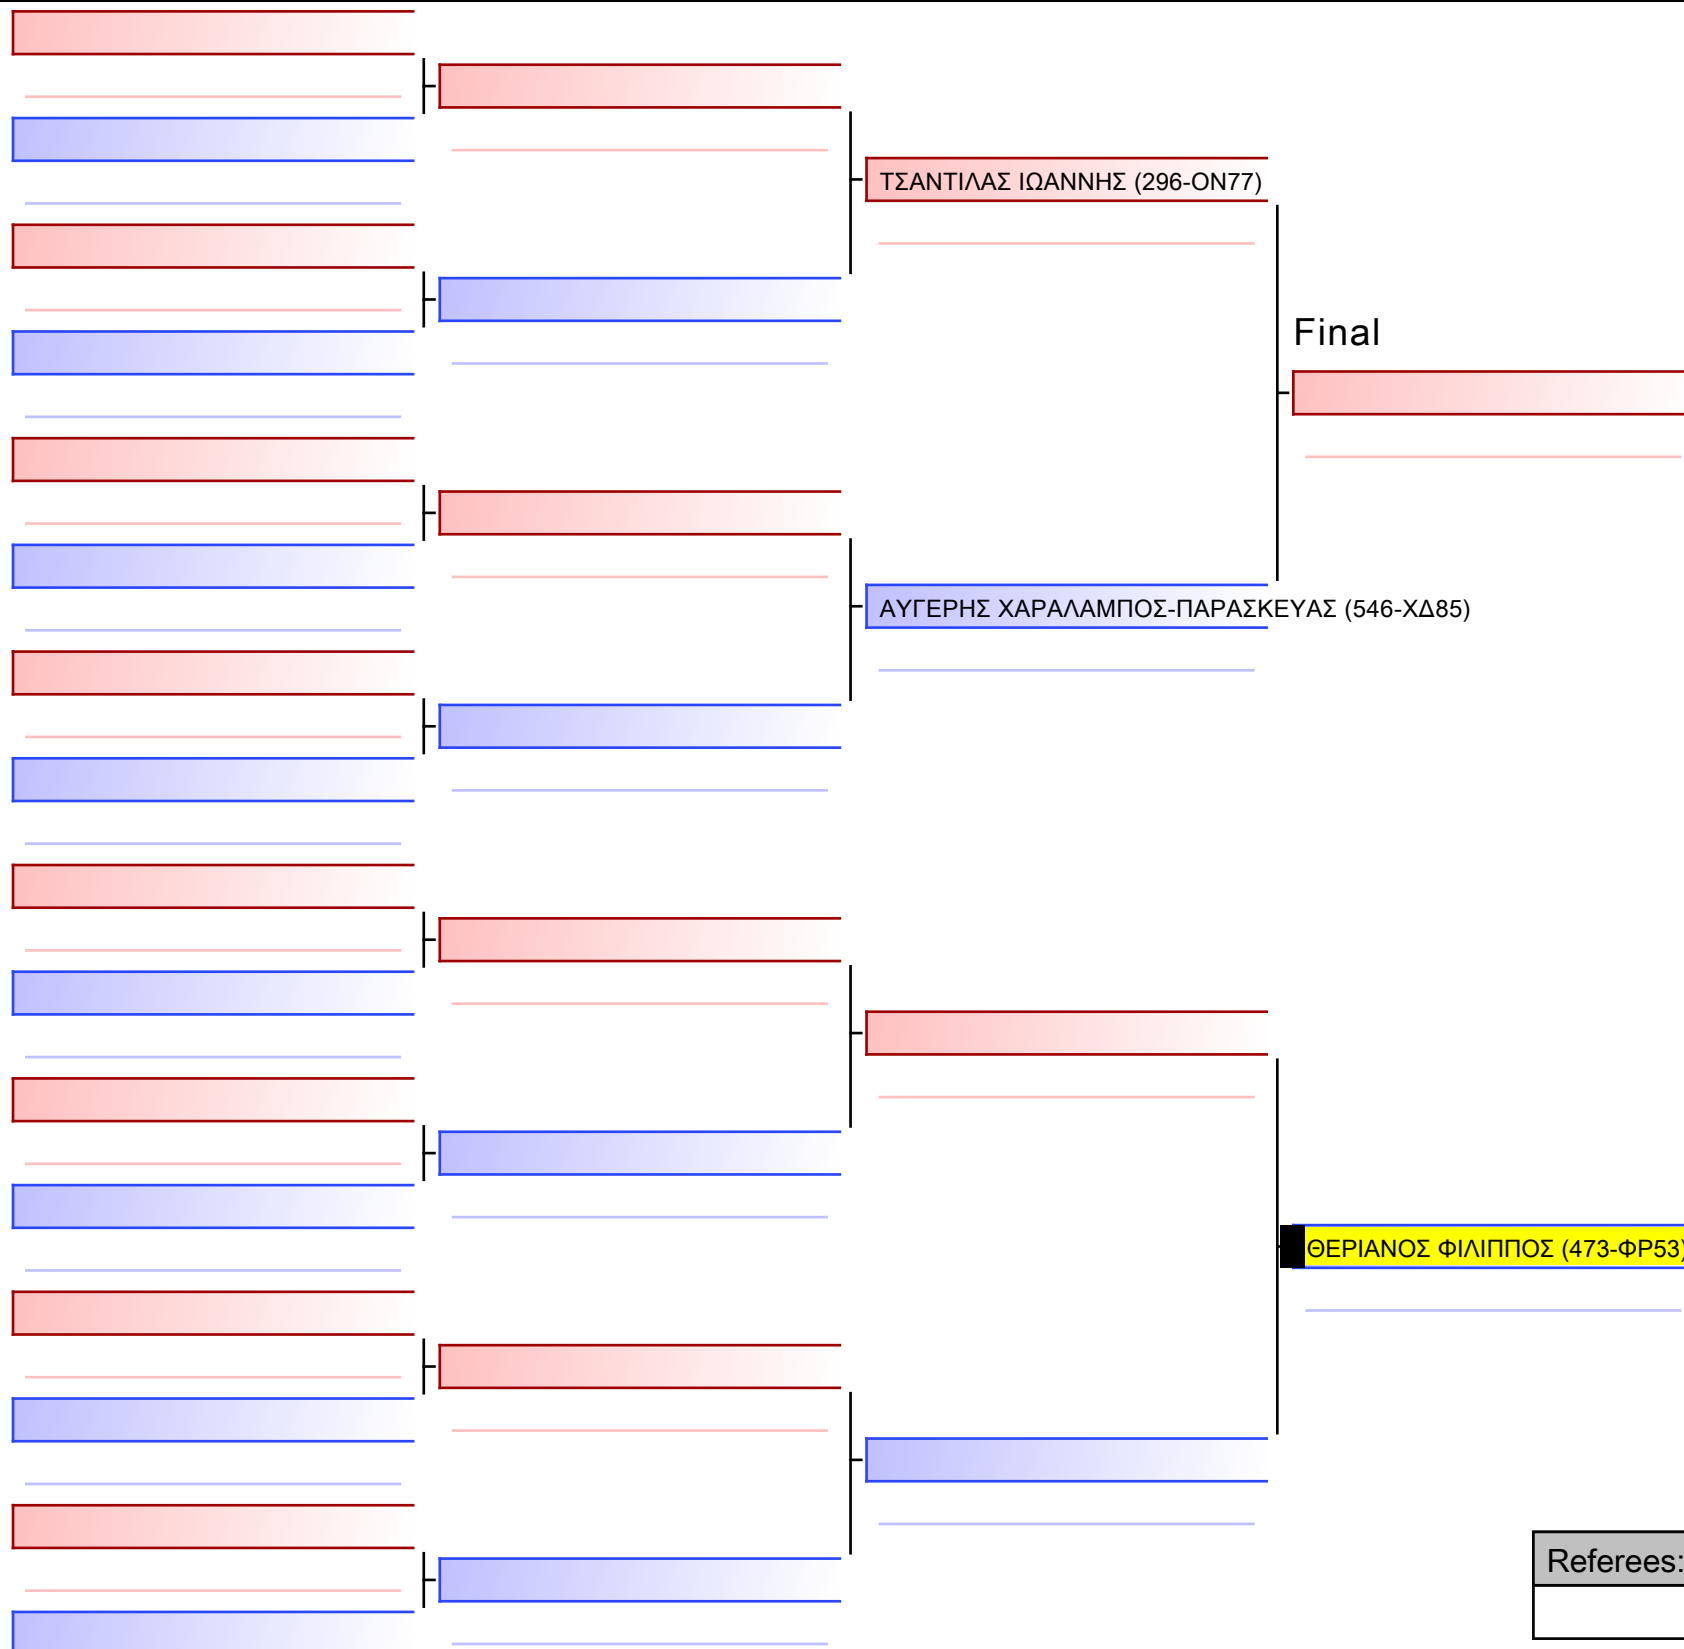 ΤΣΑΝΤΙΛΑΣ ΙΩΑΝΝΗΣ (296-ΟΝ77)
Final
ΑΥΓΕΡΗΣ ΧΑΡΑΛΑΜΠΟΣ-ΠΑΡΑΣΚΕΥΑΣ (546-ΧΔ85)
ΘΕΡΙΑΝΟΣ ΦΙΛΙΠΠΟΣ (473-ΦΡ53)
Referees: